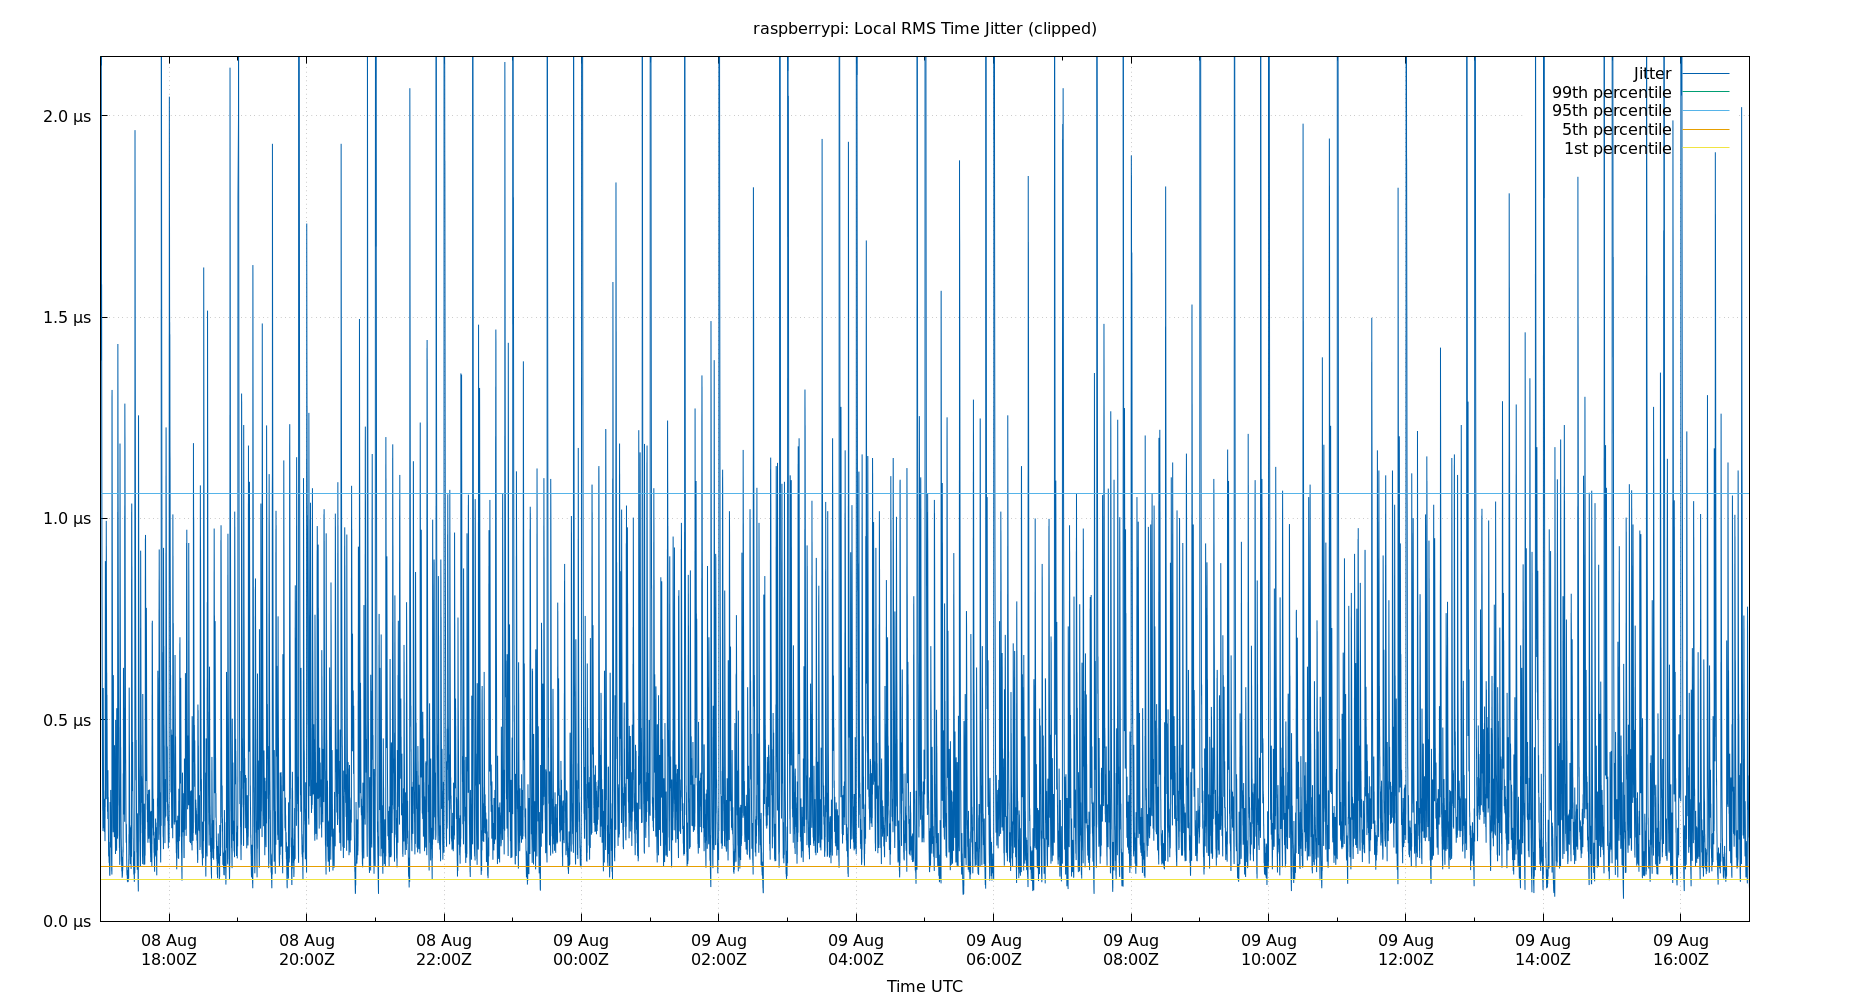 raspberrypi: Local RMS Time Jitter (clipped)
Jitter
99th percentile
95th percentile
5th percentile
1st percentile
2.0 µs
1.5 µs
1.0 µs
0.5 µs
0.0 µs
08 Aug 08 Aug 08 Aug 09 Aug 09 Aug 09 Aug 09 Aug 09 Aug 09 Aug 09 Aug 09 Aug 09 Aug
18:00Z 20:00Z 22:00Z 00:00Z 02:00Z 04:00Z 06:00Z 08:00Z 10:00Z 12:00Z 14:00Z 16:00Z
Time UTC